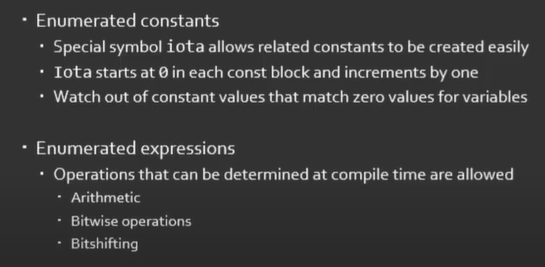 • Enumerated constants
• Special symbol iota allows related constants to be created easily
• Iota starts at 0 in each const block and increments by one
• Watch out of constant values that match zero values for variables
• Enumerated expressions
• Operations that can be determined at compile time are allowed
• Arithmetic
• Bitwise operations
• Bitshifting